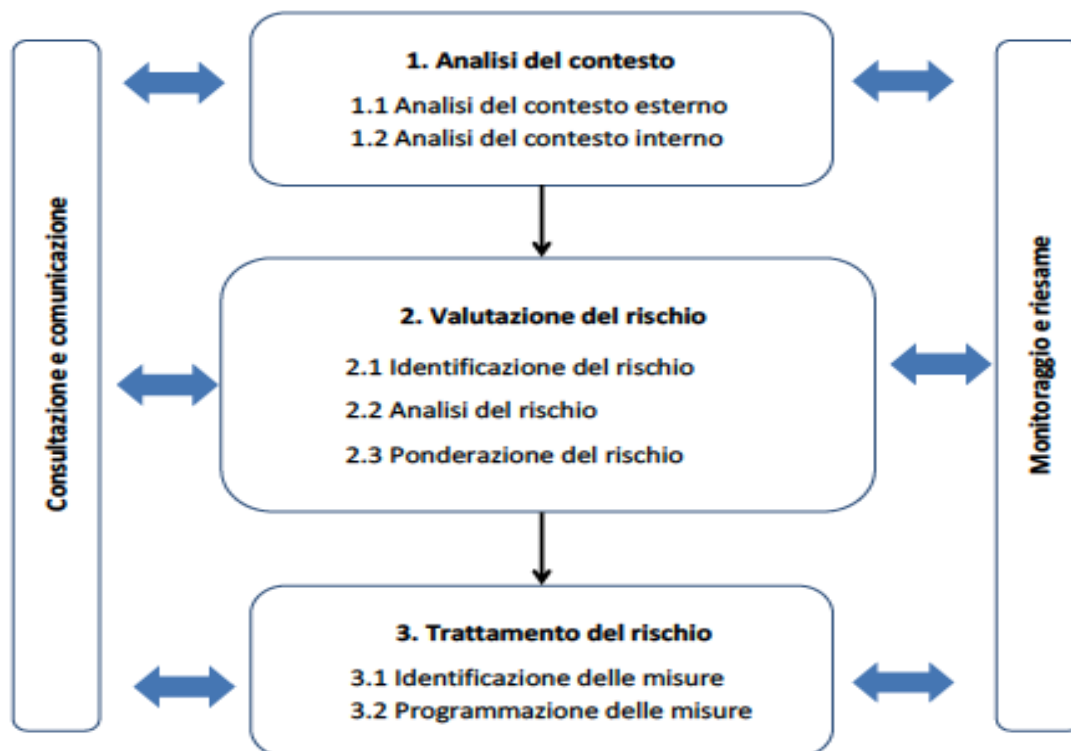 Consultazione e comunicazione
1. Analisi del contesto
1.1 Analisi del contesto esterno
1.2 Analisi del contesto interno
2. Valutazione del rischio
2.1 Identificazione del rischio
2.2 Analisi del rischio
2.3 Ponderazione del rischio
3. Trattamento del rischio
3.1 Identificazione delle misure
3.2 Programmazione delle misure
Monitoraggio e riesame